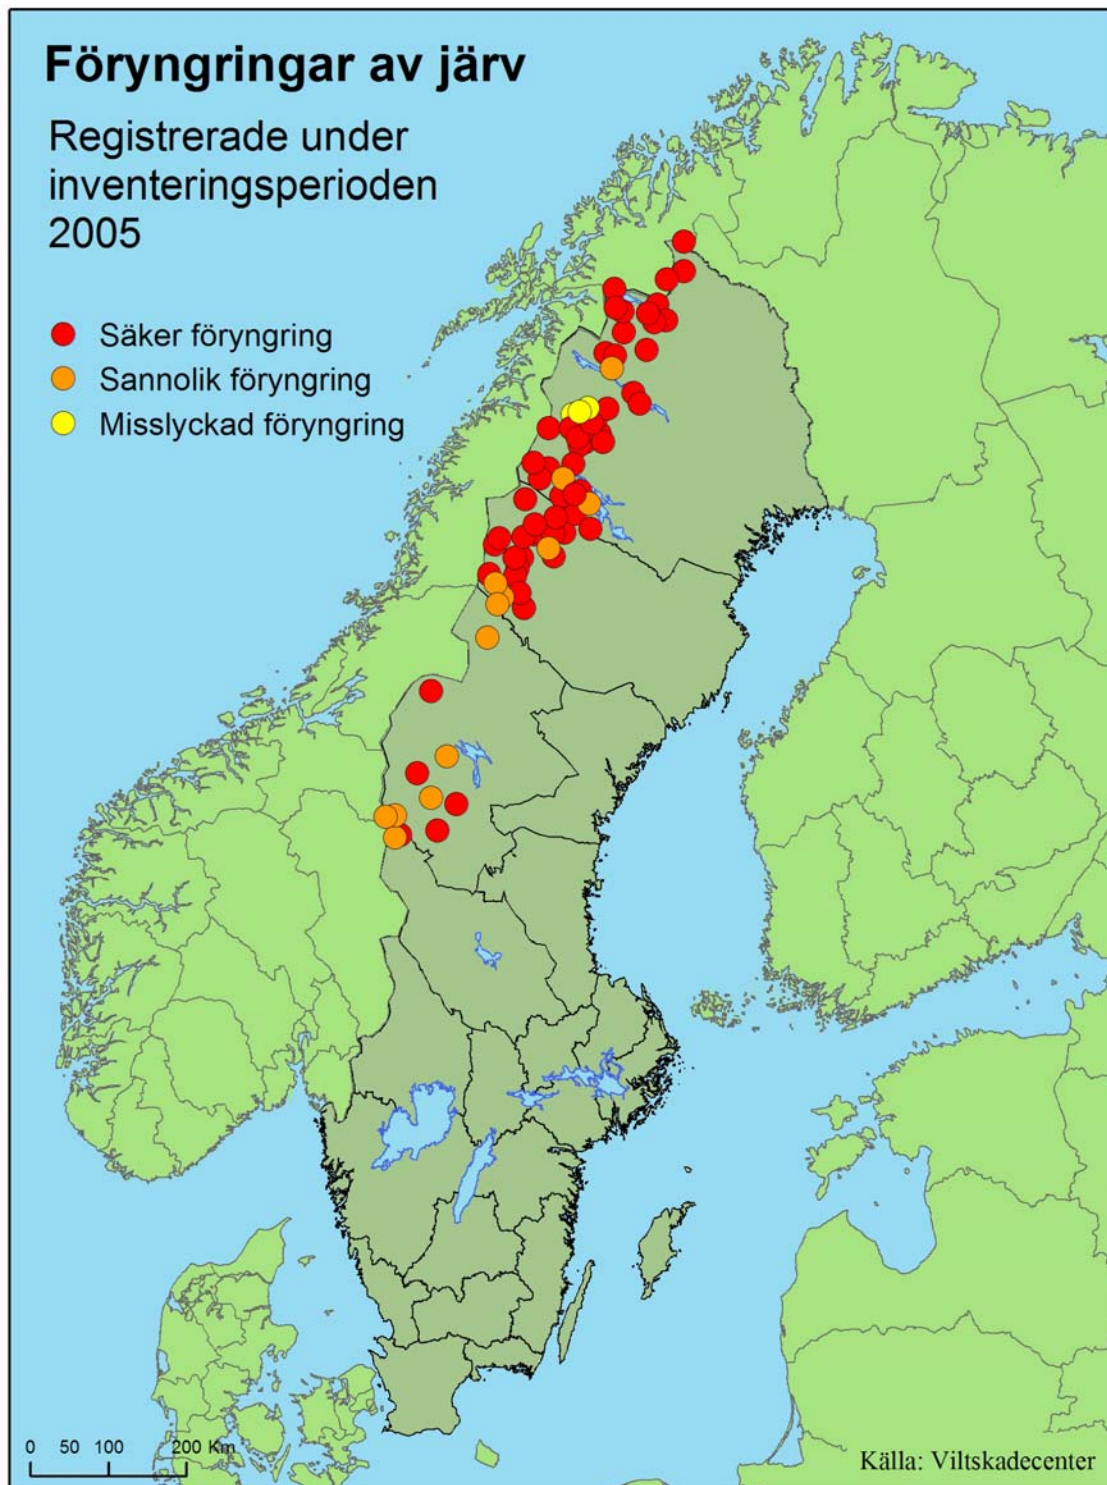 Föryngringar av järv
Registrerade under
inventeringsperioden
2005
Säker föryngring
Sannolik föryngring
Misslyckad föryngring
0 50 100 200 Km
Källa: Viltskadecenter